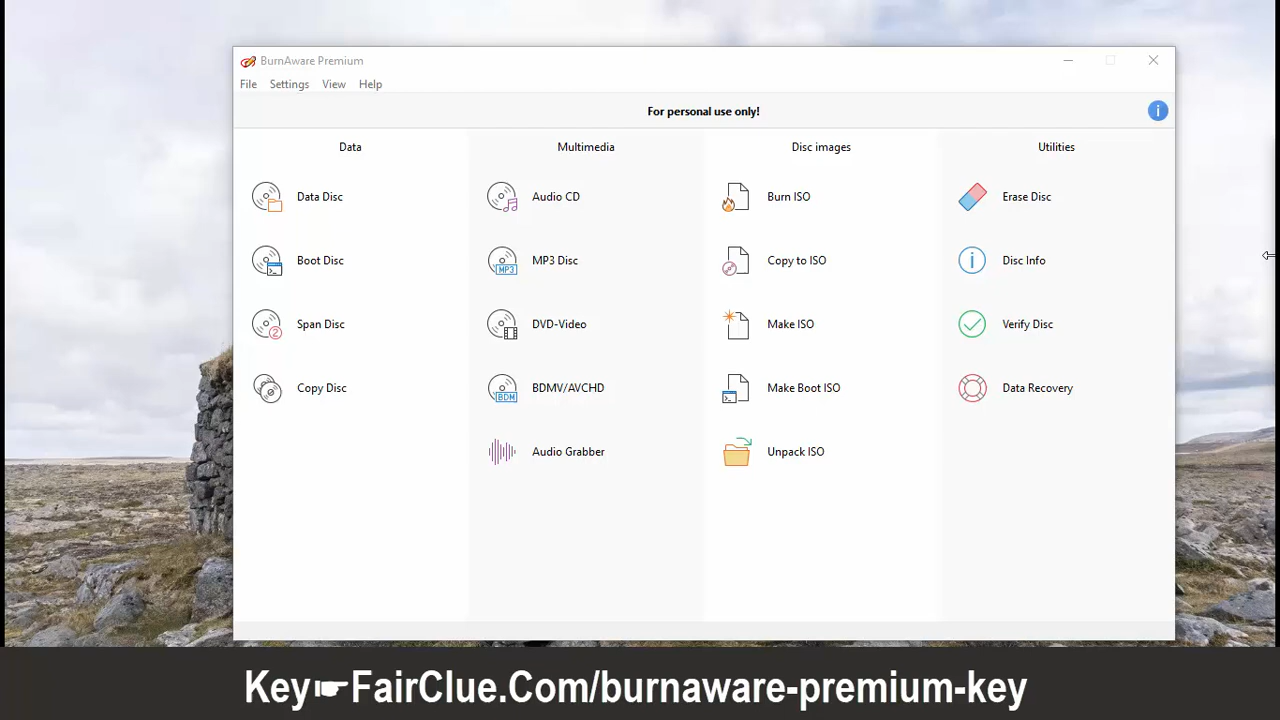 BurnAware Premium
File Settings View Help
For personal use only!
Data
Data Disc
Boot Disc
Span Disc
Copy Disc
Multimedia
Audio CD
MP3 Disc
DVD-Video
BDMV/AVCHD
Audio Grabber
Disc images
Burn ISO
Copy to ISO
Make ISO
Make Boot ISO
Unpack ISO
Utilities
Erase Disc
Disc Info
Verify Disc
Data Recovery
2
MP3
BDM
i
i
Key☛FairClue.Com/burnaware-premium-key